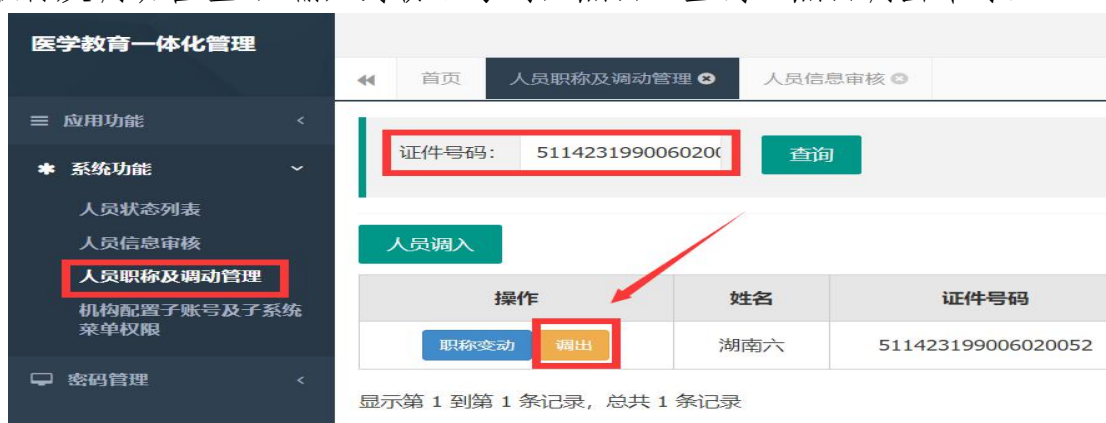 医学教育一体化管理
首页 人员职称及调动管理 人员信息审核
应用功能
证件号码: 5114231990060200 查询
系统功能
人员状态列表
人员信息审核
人员调入
人员职称及调动管理
操作 姓名 证件号码
机构配置子账号及子系统
菜单权限
职称变动 调出 湖南六 511423199006020052
密码管理
显示第 1 到第 1 条记录，总共 1 条记录